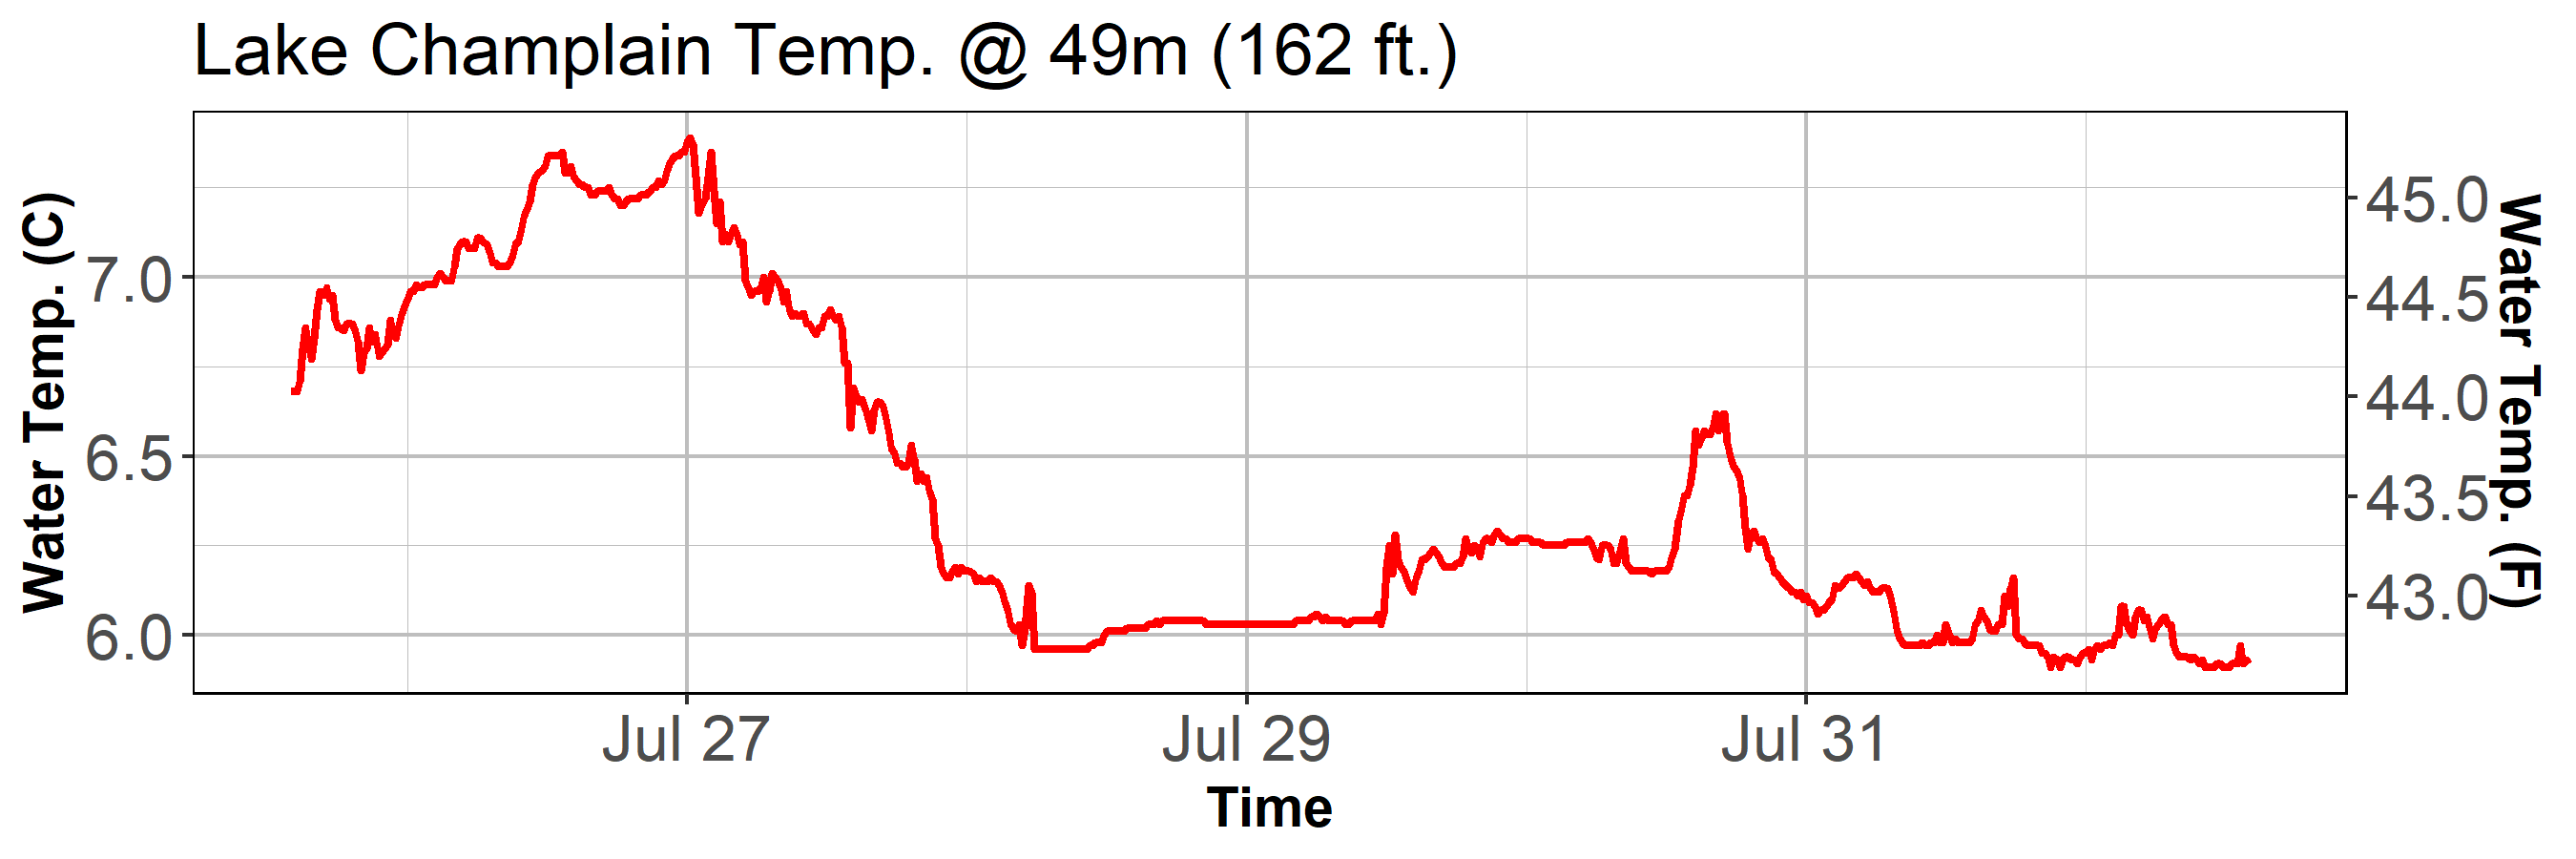 Lake Champlain Temp. @ 49m (162 ft.)
Water Temp. (C)
7.0
6.5
6.0
45.0
44.5
44.0
43.5
43.0
Water Temp. (F)
Jul 27
Jul 29
Jul 31
Time